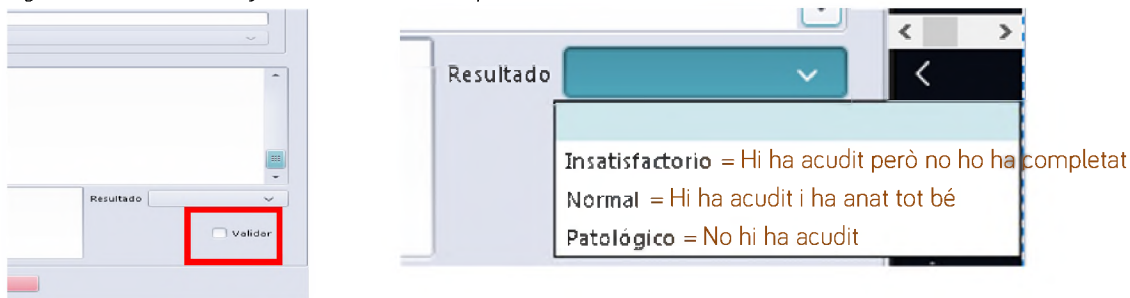 Resultado
Validar
Resultado
Insatisfactorio = Hi ha acudit però no ho ha completat
Normal = Hi ha acudit i ha anat tot bé
Patológico = No hi ha acudit